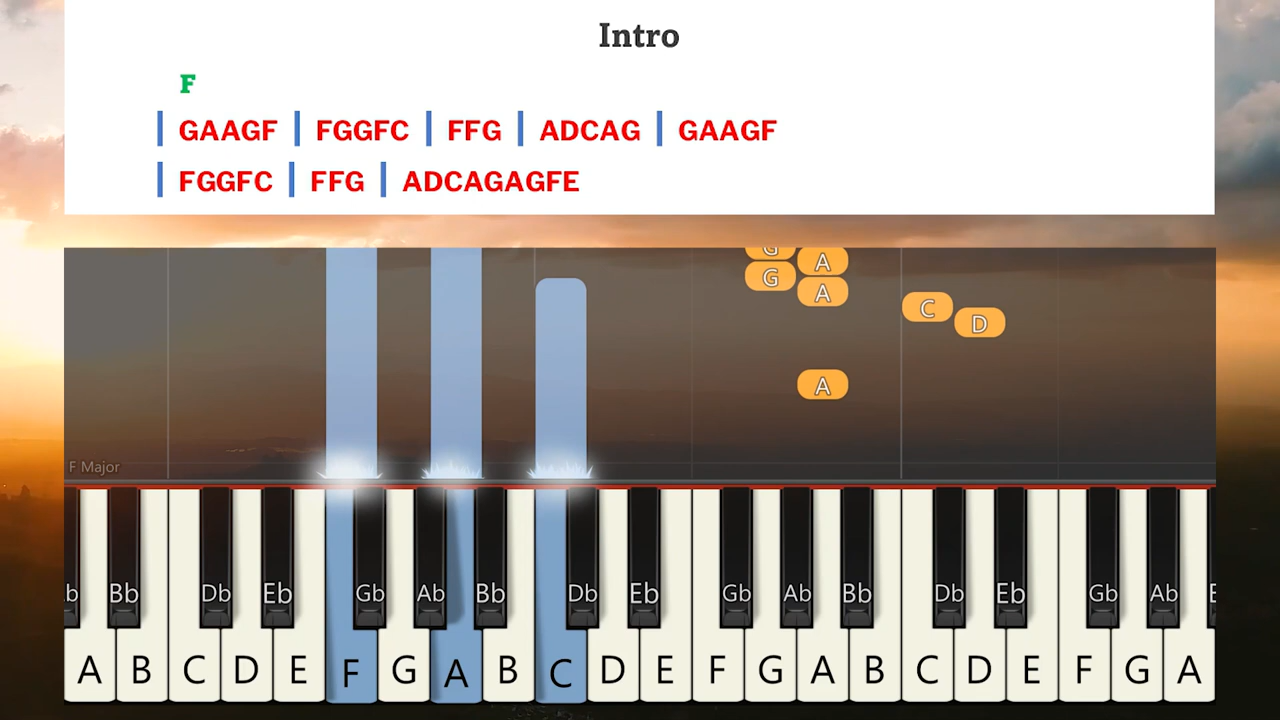 Intro
F
| GAAGF | FGGFC | FFG | ADCAG | GAAGF
| FGGFC | FFG | ADCAGAGFE
G A
G A
C D
A
F Major
b Bb Db Eb Gb Ab Bb Db Eb Gb Ab Bb Db Eb Gb Ab
A B C D E F G A B C D E F G A B C D E F G A